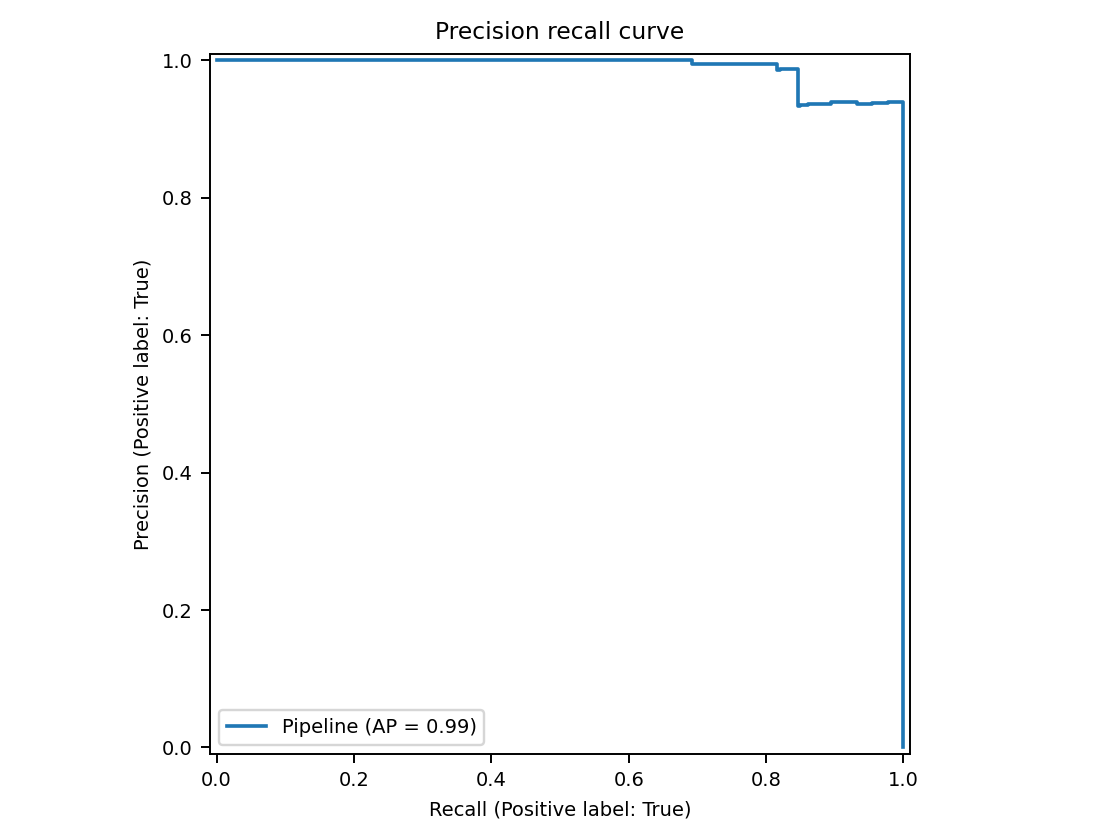 Precision recall curve
1.0
0.8
0.6
0.4
0.2
0.0
Precision (Positive label: True)
Pipeline (AP = 0.99)
0.0 0.2 0.4 0.6 0.8 1.0
Recall (Positive label: True)